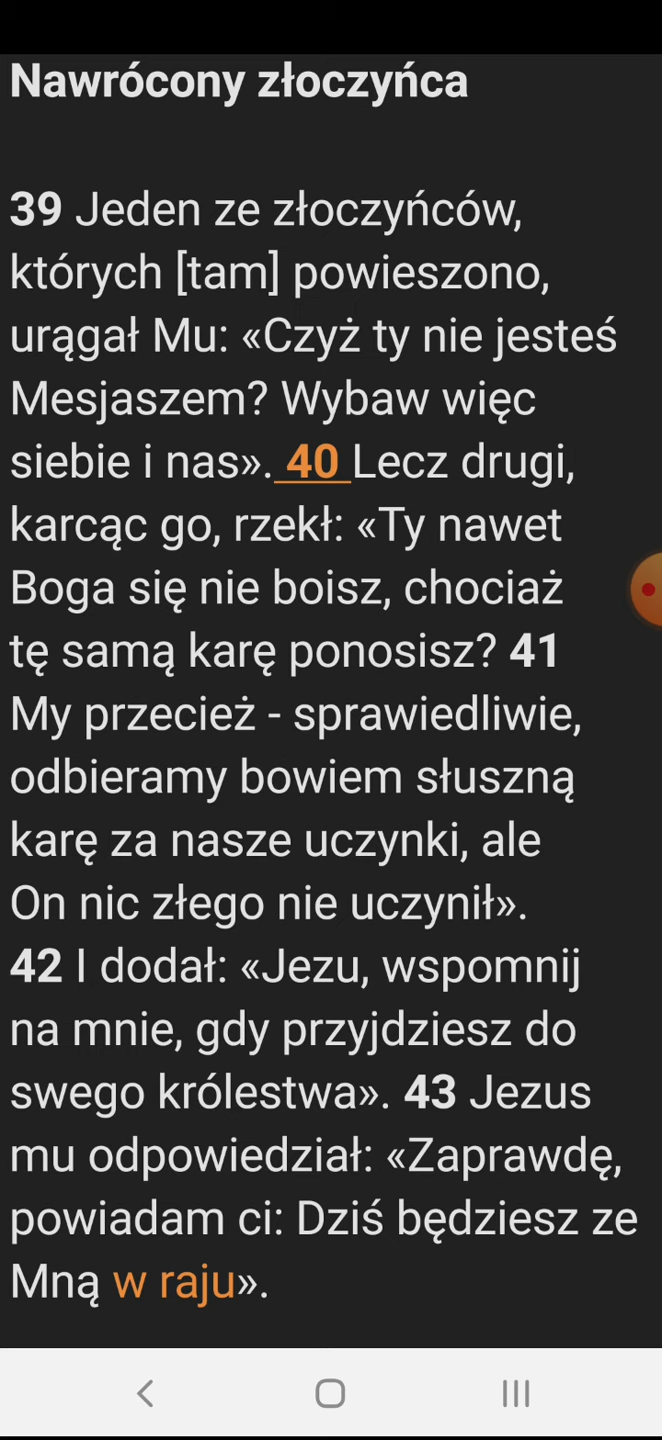 Nawrócony złoczyńca
39 Jeden ze złoczyńców,
których [tam] powieszono,
urągał Mu: «Czyż ty nie jesteś
Mesjaszem? Wybaw więc
siebie i nas». 40 Lecz drugi,
karcąc go, rzekł: «Ty nawet
Boga się nie boisz, chociaż
tę samą karę ponosisz? 41
My przecież - sprawiedliwie,
odbieramy bowiem słuszną
karę za nasze uczynki, ale
On nic złego nie uczynił».
42 I dodał: «Jezu, wspomnij
na mnie, gdy przyjdziesz do
swego królestwa». 43 Jezus
mu odpowiedział: «Zaprawdę,
powiadam ci: Dziś będziesz ze
Mną w raju».